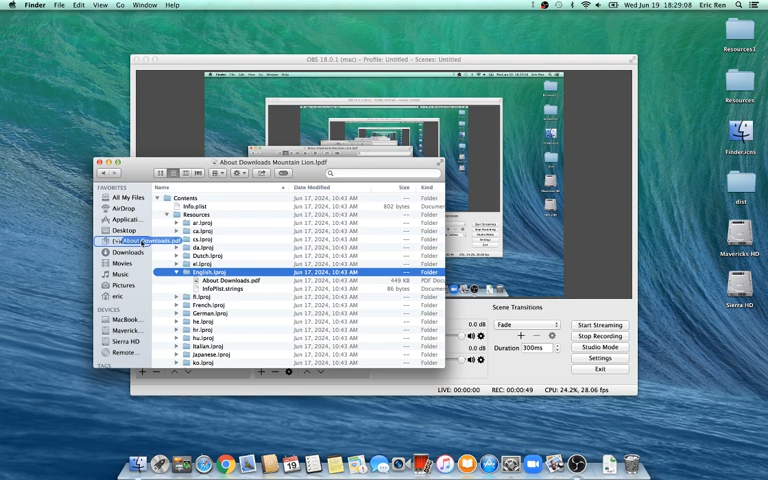 Finder File Edit View Go Window Help
Wed Jun 19 18:29:08 Eric Ren
OBS 18.0.1 (mac) - Profile: Untitled - Scenes: Untitled
Resources1
Resources
Finder.icns
dist
Mavericks HD
Sierra HD
About Downloads Mountain Lion.lpdf
FAVORITES
All My Files
AirDrop
Applicati...
Desktop
About Downloads.pdf
Downloads
Movies
Music
Pictures
eric
DEVICES
MacBook...
Maverick...
Sierra HD
Remote...
TAGS
Name Date Modified Size Kind
Contents Jun 17, 2024, 10:43 AM -- Folder
Info.plist Jun 17, 2024, 10:43 AM 802 bytes Docume
Resources Jun 17, 2024, 10:43 AM -- Folder
ar.lproj Jun 17, 2024, 10:43 AM -- Folder
ca.lproj Jun 17, 2024, 10:43 AM -- Folder
cs.lproj Jun 17, 2024, 10:43 AM -- Folder
da.lproj Jun 17, 2024, 10:43 AM -- Folder
Dutch.lproj Jun 17, 2024, 10:43 AM -- Folder
el.lproj Jun 17, 2024, 10:43 AM -- Folder
English.lproj Jun 17, 2024, 10:43 AM -- Folder
About Downloads.pdf Jun 17, 2024, 10:43 AM 449 KB PDF Doc
InfoPlist.strings Jun 17, 2024, 10:43 AM 86 bytes Docume
fi.lproj Jun 17, 2024, 10:43 AM -- Folder
French.lproj Jun 17, 2024, 10:43 AM -- Folder
German.lproj Jun 17, 2024, 10:43 AM -- Folder
he.lproj Jun 17, 2024, 10:43 AM -- Folder
hr.lproj Jun 17, 2024, 10:43 AM -- Folder
hu.lproj Jun 17, 2024, 10:43 AM -- Folder
Italian.lproj Jun 17, 2024, 10:43 AM -- Folder
Japanese.lproj Jun 17, 2024, 10:43 AM -- Folder
ko.lproj Jun 17, 2024, 10:43 AM -- Folder
Scene Transitions
0.0 dB
Fade
Start Streaming
Stop Recording
0.0 dB
Duration 300ms
Studio Mode
Settings
Exit
LIVE: 00:00:00 REC: 00:00:49 CPU: 24.2%, 28.06 fps
19